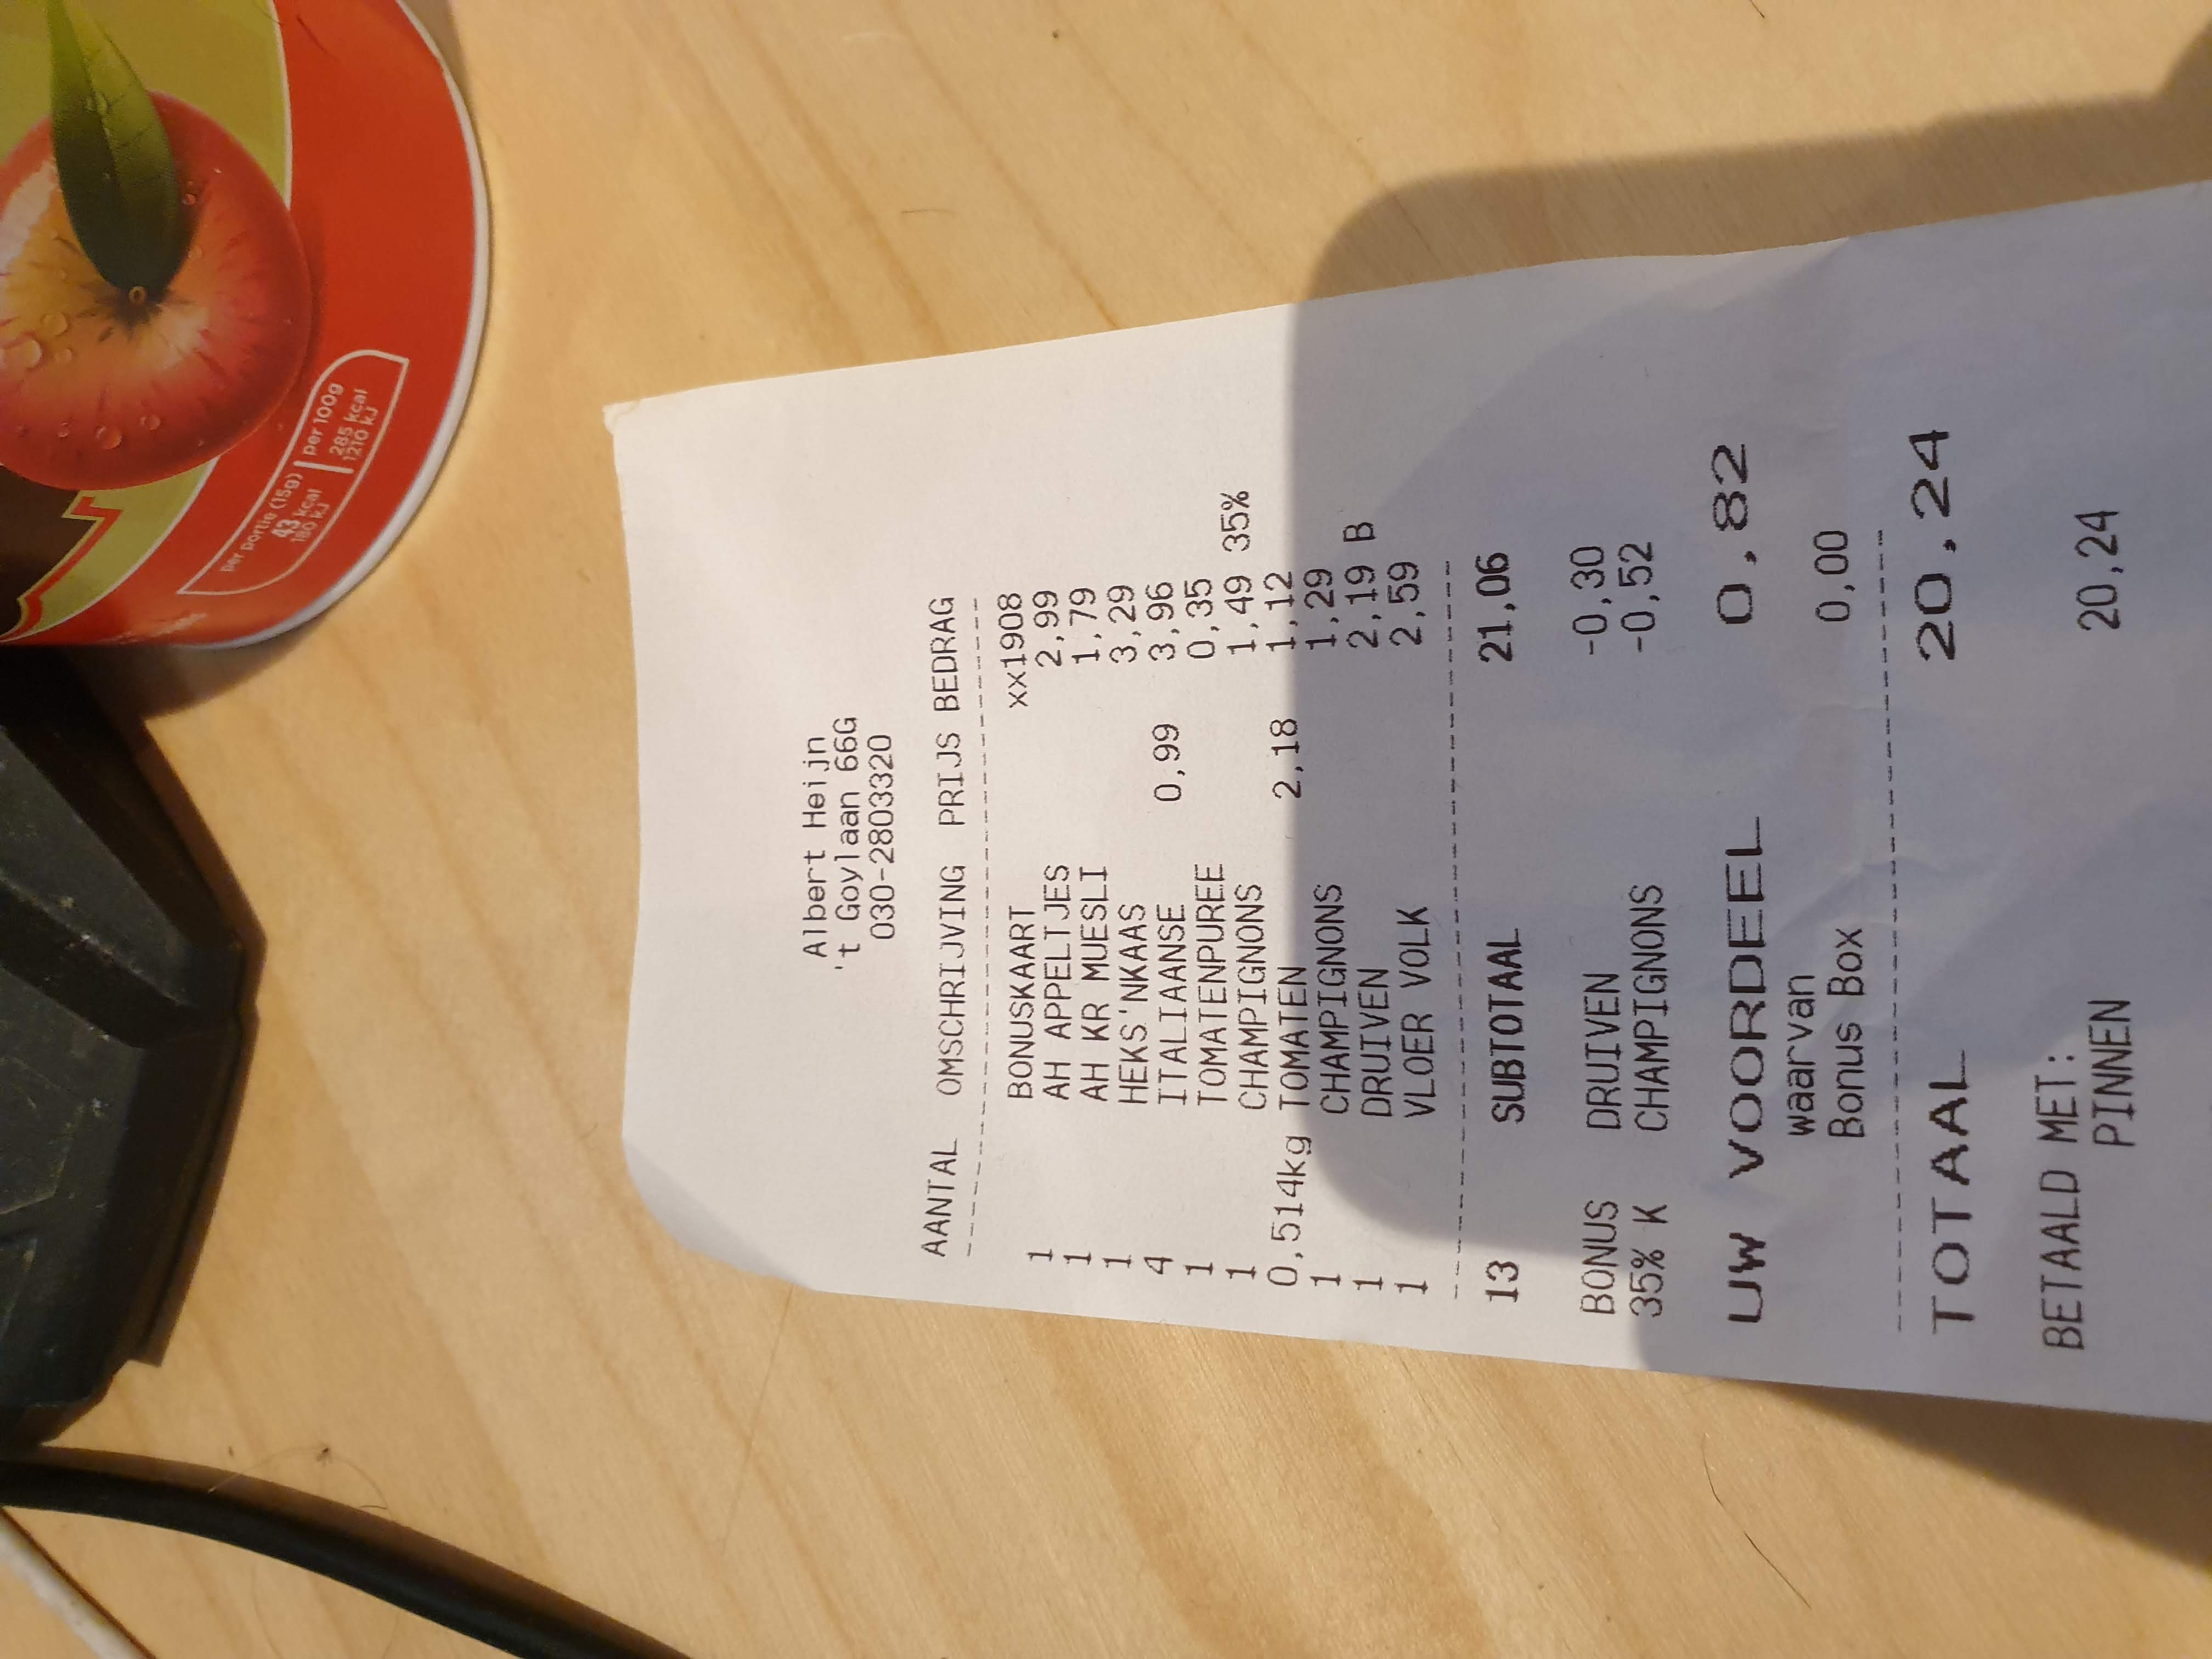 per portie (15g)
43 kcal
180 kJ
per 100g
285 kcal
1210 kJ
Albert Heijn
't Goylaan 66G
030-2803320
AANTAL OMSCHRIJVING PRIJS BEDRAG
BONUSKAART xx1908
1 AH APPELTJES 2,99
1 AH KR MUESLI 1,79
1 HEKS'NKAAS 3,29
4 ITALIAANSE 0,99 3,96
1 TOMATENPUREE 0,35
1 CHAMPIGNONS 1,49 35%
0,514kg TOMATEN 2,18 1,12
1 CHAMPIGNONS 1,29
1 DRUIVEN 2,19 B
1 VLOER VOLK 2,59
13 SUBTOTAAL 21,06
BONUS DRUIVEN -0,30
35% K CHAMPIGNONS -0,52
UW VOORDEEL 0,82
waarvan
Bonus Box 0,00
TOTAAL 20,24
BETAALD MET:
PINNEN 20,24